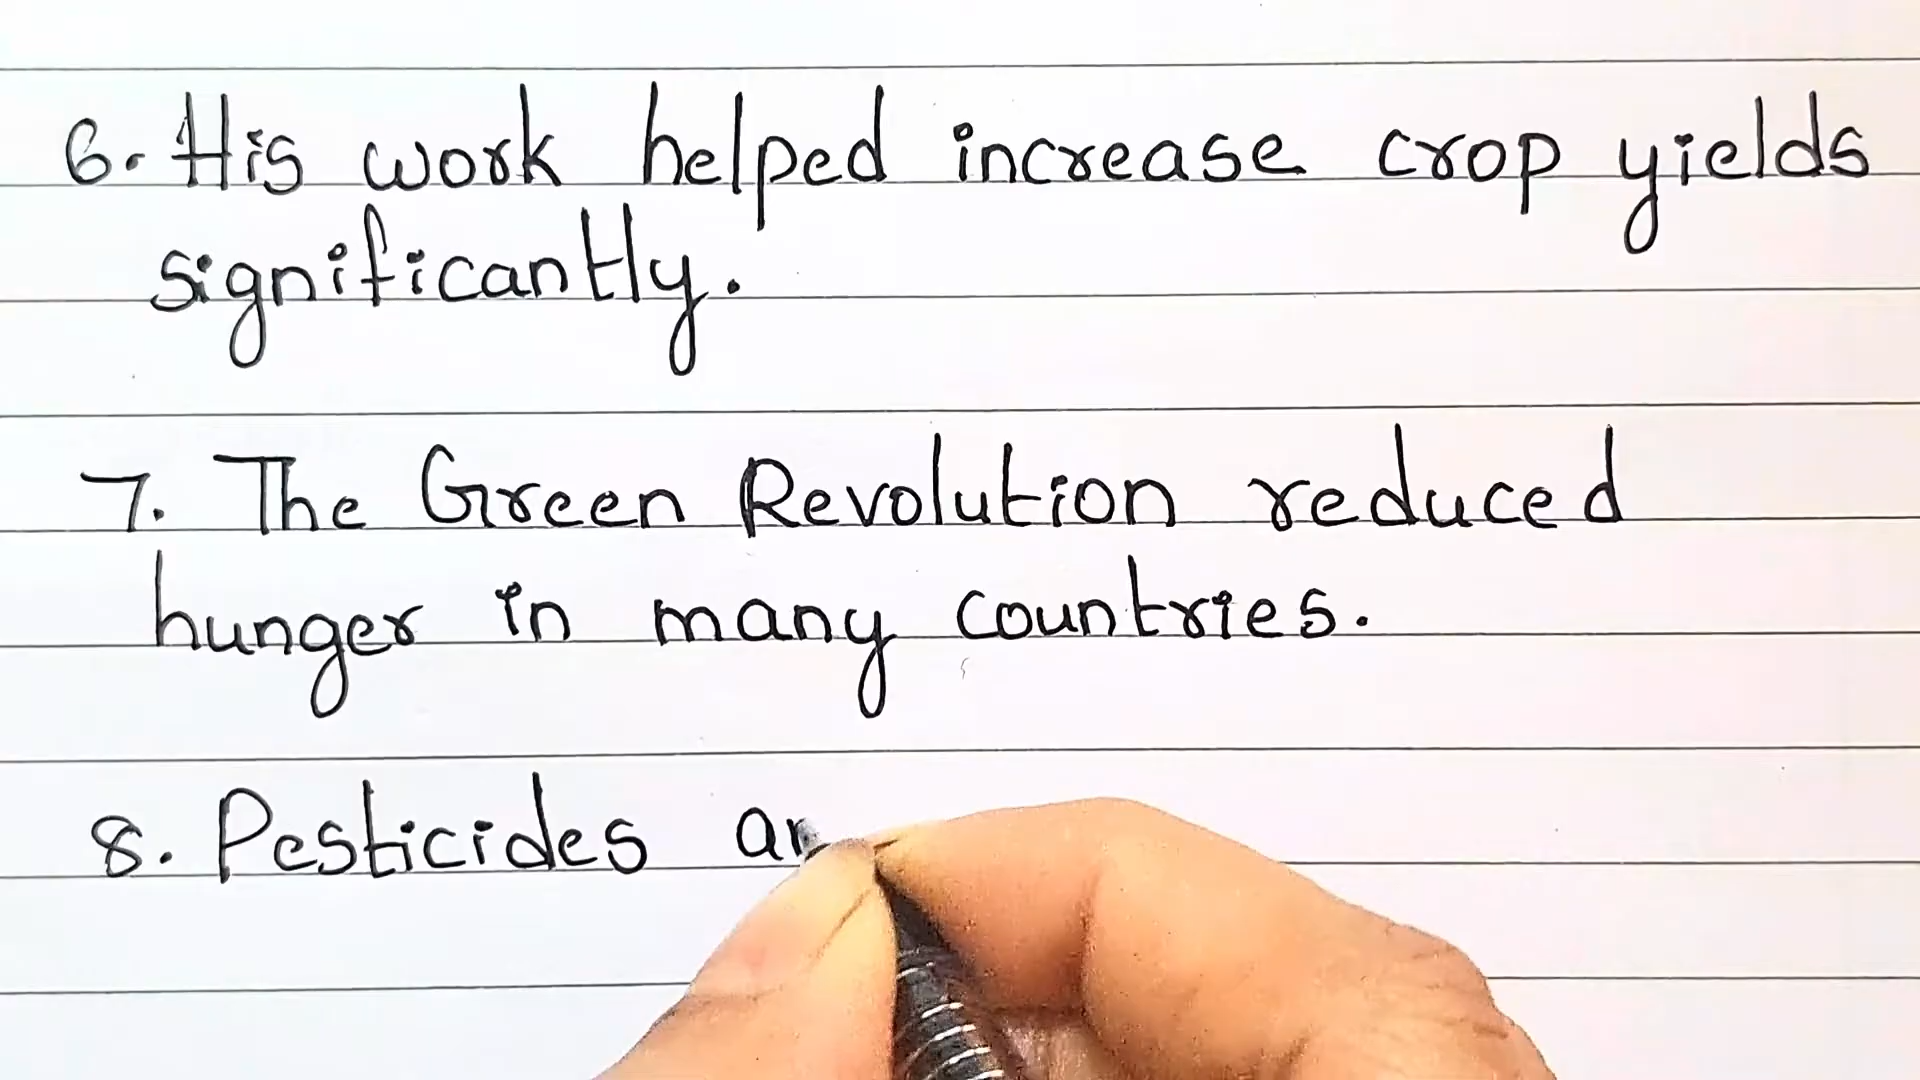 6. His work helped increase crop yields
significantly.
7. The Green Revolution reduced
hunger in many countries.
8. Pesticides